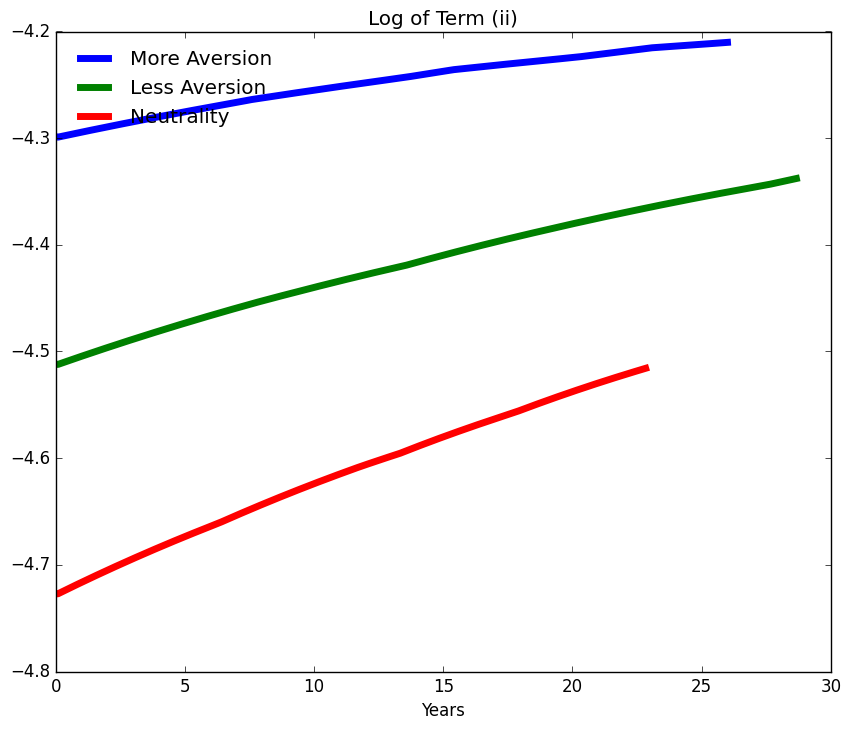 Log of Term (ii)
−4.2
More Aversion
Less Aversion
Neutrality
−4.3
−4.4
−4.5
−4.6
−4.7
−4.8
0 5 10 15 20 25 30
Years